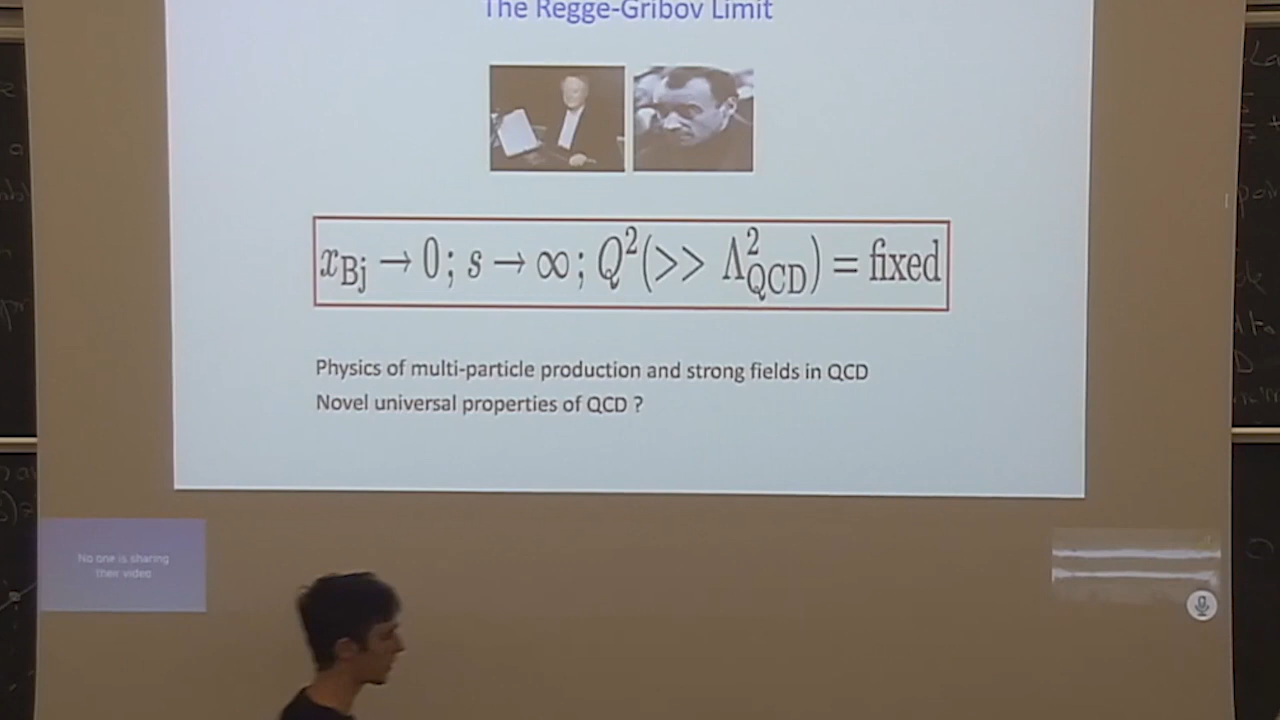 The Regge-Gribov Limit
x_Bj → 0; s → ∞; Q²(>> Λ²_QCD) = fixed
Physics of multi-particle production and strong fields in QCD
Novel universal properties of QCD ?
No one is sharing
their video